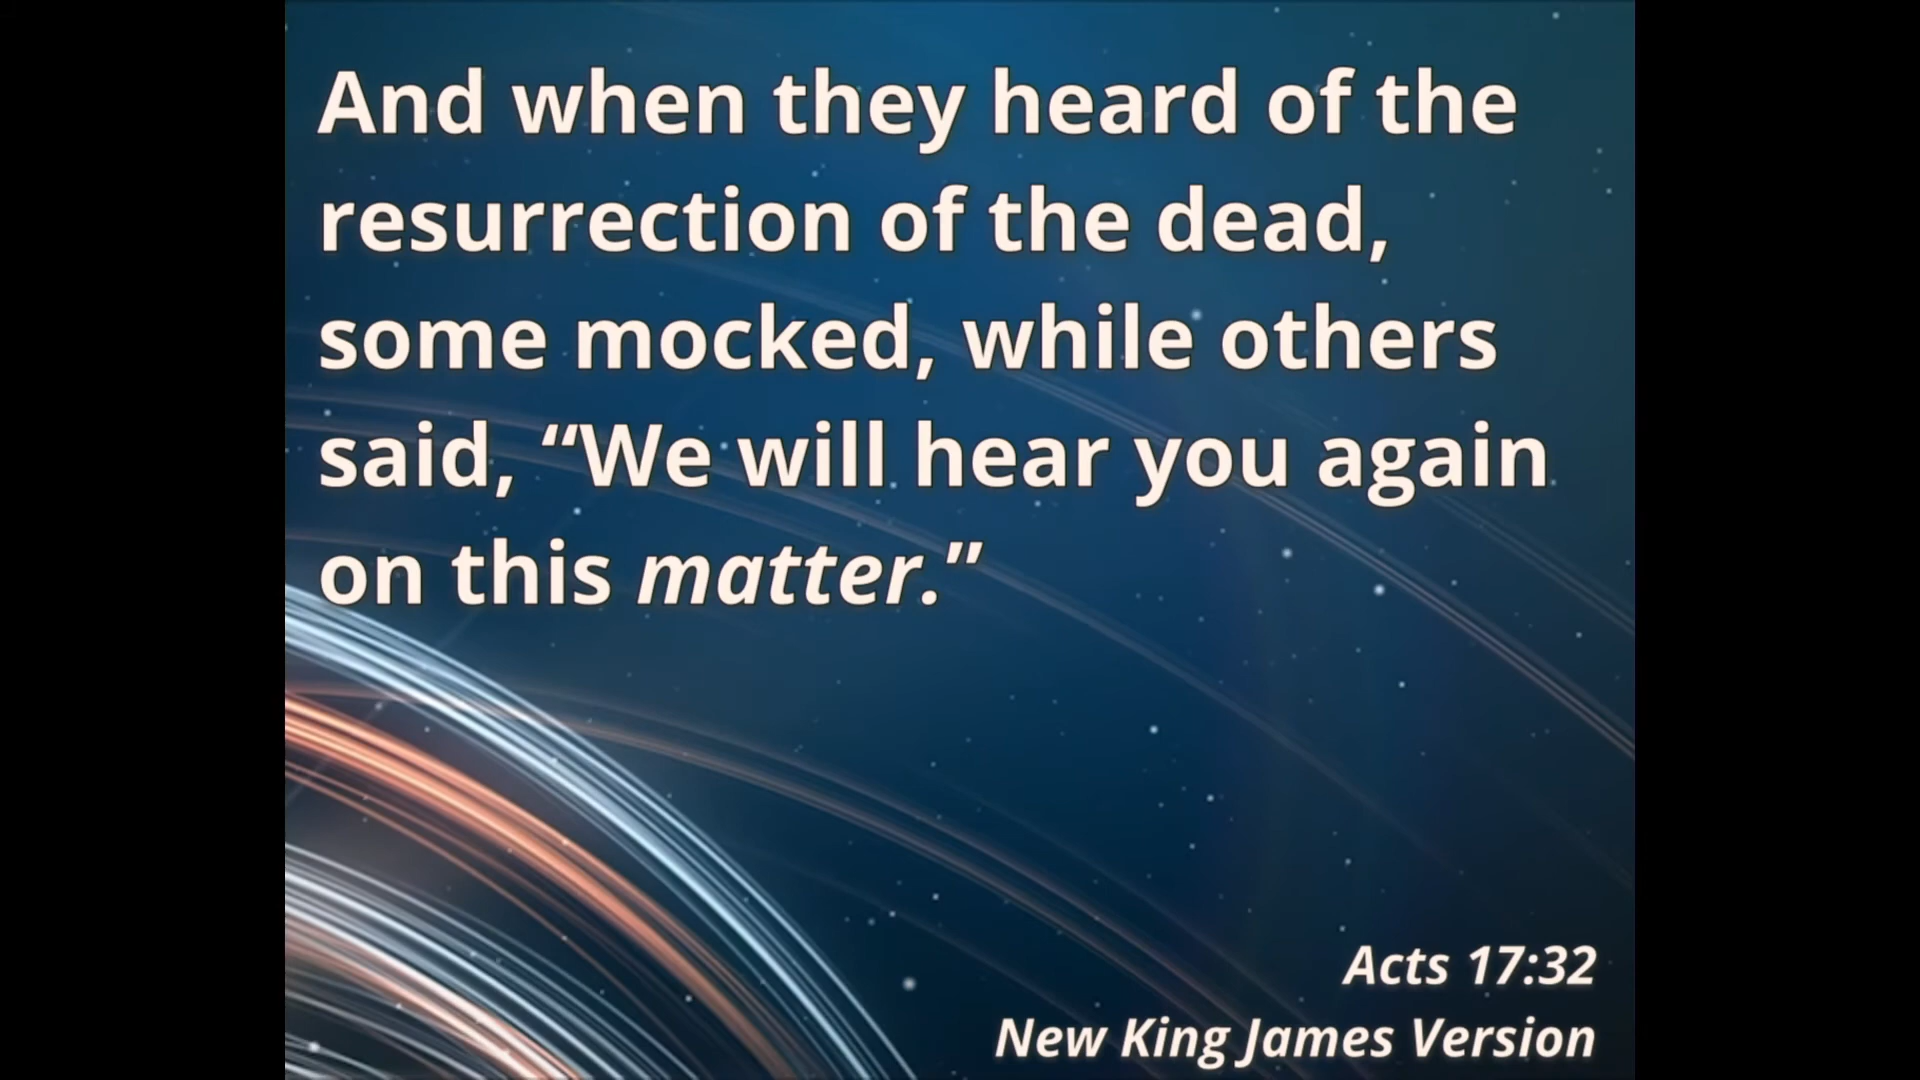 And when they heard of the
resurrection of the dead,
some mocked, while others
said, “We will hear you again
on this matter.”
Acts 17:32
New King James Version